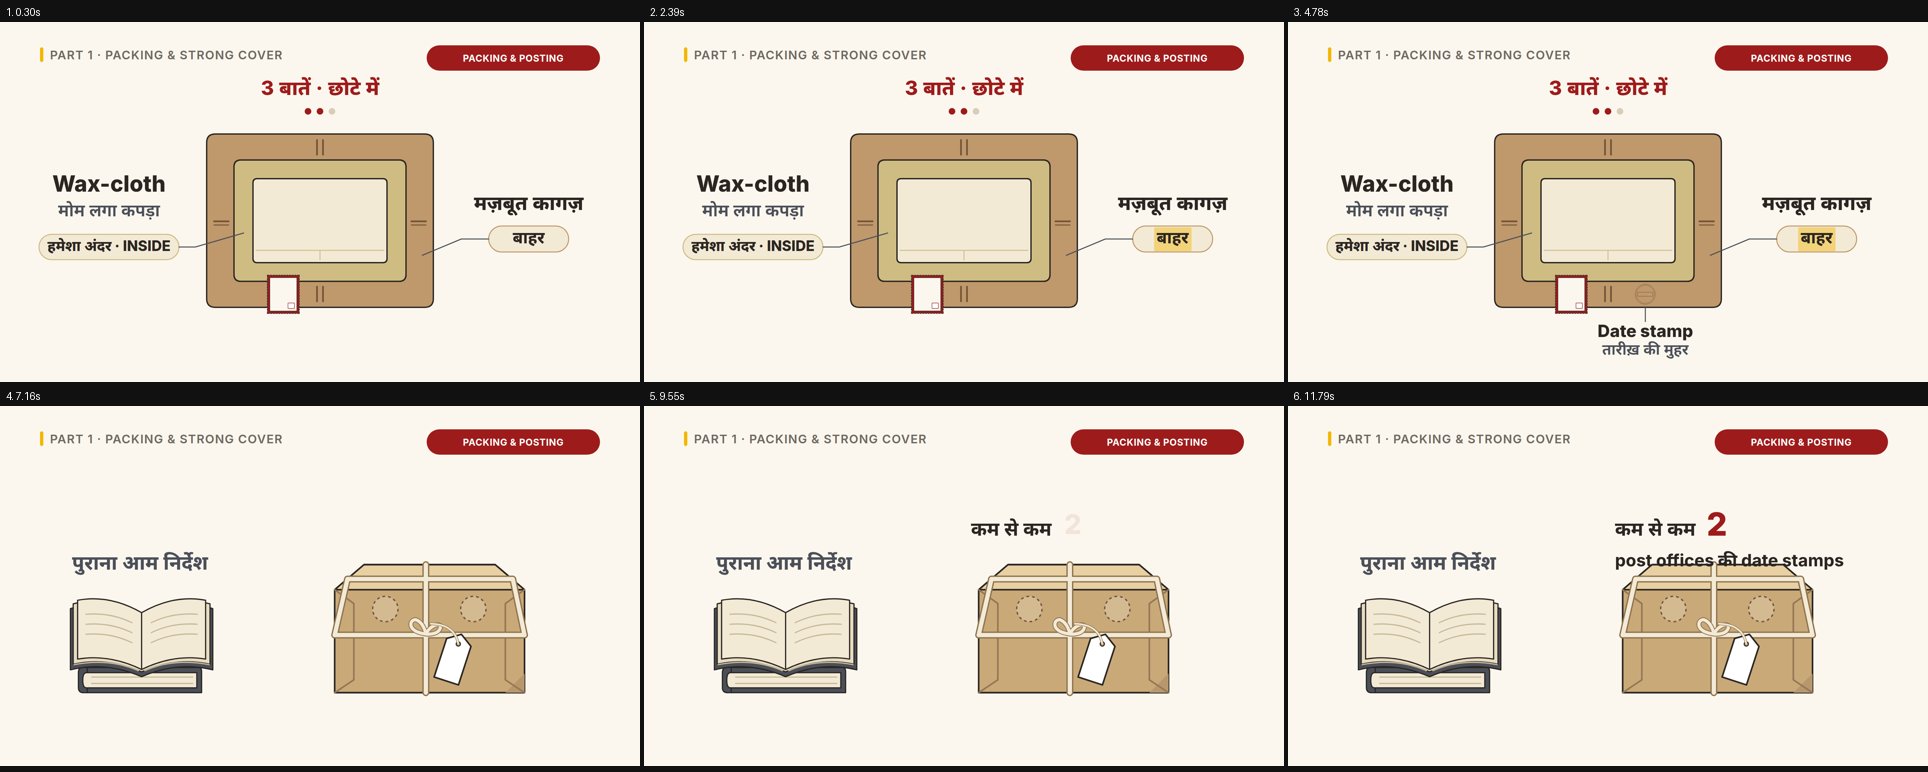 1. 0.30s
PART 1 · PACKING & STRONG COVER
PACKING & POSTING
3 बातें · छोटे में
Wax-cloth
मोम लगा कपड़ा
हमेशा अंदर · INSIDE
मज़बूत कागज़
बाहर
2. 2.39s
PART 1 · PACKING & STRONG COVER
PACKING & POSTING
3 बातें · छोटे में
Wax-cloth
मोम लगा कपड़ा
हमेशा अंदर · INSIDE
मज़बूत कागज़
बाहर
3. 4.78s
PART 1 · PACKING & STRONG COVER
PACKING & POSTING
3 बातें · छोटे में
Wax-cloth
मोम लगा कपड़ा
हमेशा अंदर · INSIDE
मज़बूत कागज़
बाहर
Date stamp
तारीख़ की मुहर
4. 7.16s
PART 1 · PACKING & STRONG COVER
PACKING & POSTING
पुराना आम निर्देश
5. 9.55s
PART 1 · PACKING & STRONG COVER
PACKING & POSTING
कम से कम 2
पुराना आम निर्देश
6. 11.79s
PART 1 · PACKING & STRONG COVER
PACKING & POSTING
कम से कम 2
post offices की date stamps
पुराना आम निर्देश